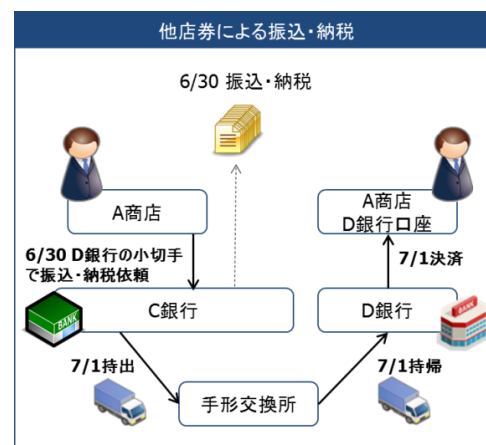 他店券による振込・納税
6/30 振込・納税
A商店
A商店
D銀行口座
6/30 D銀行の小切手
で振込・納税依頼
7/1決済
BANK
C銀行
D銀行
BANK
7/1持出
7/1持帰
手形交換所